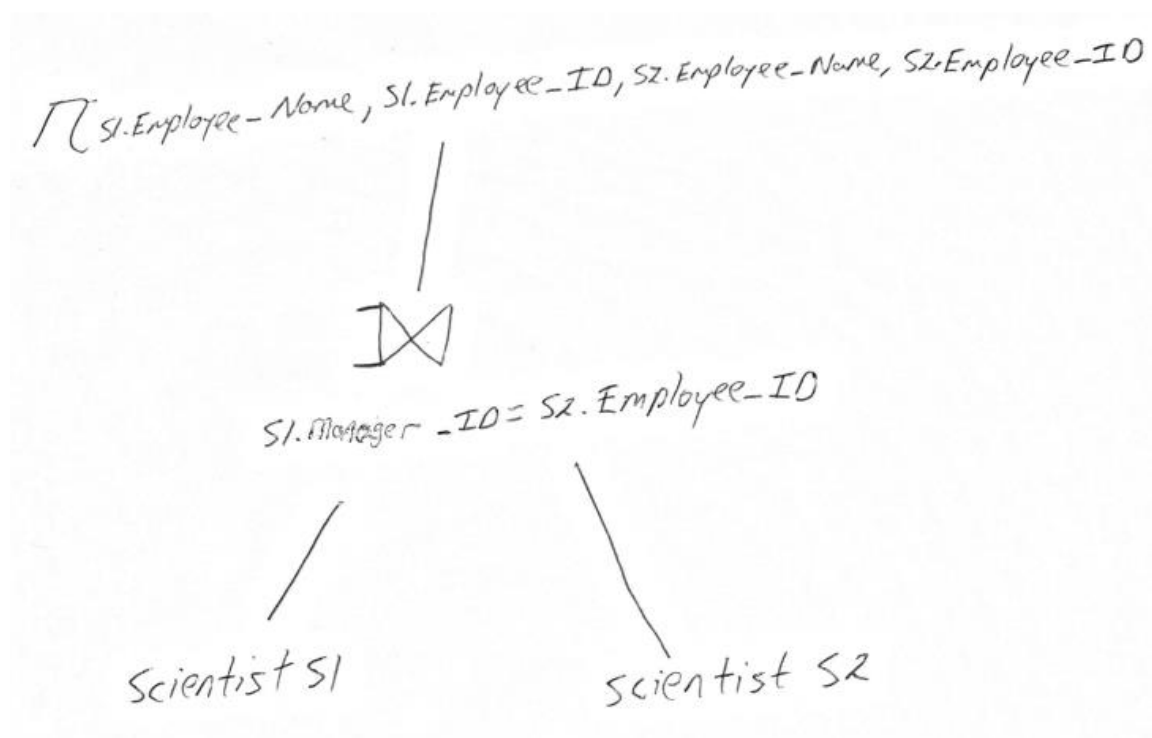 π S1.Employee_Name, S1.Employee_ID, S2.Employee_Name, S2.Employee_ID
⟕
S1.Manager_ID = S2.Employee_ID
Scientist S1
Scientist S2